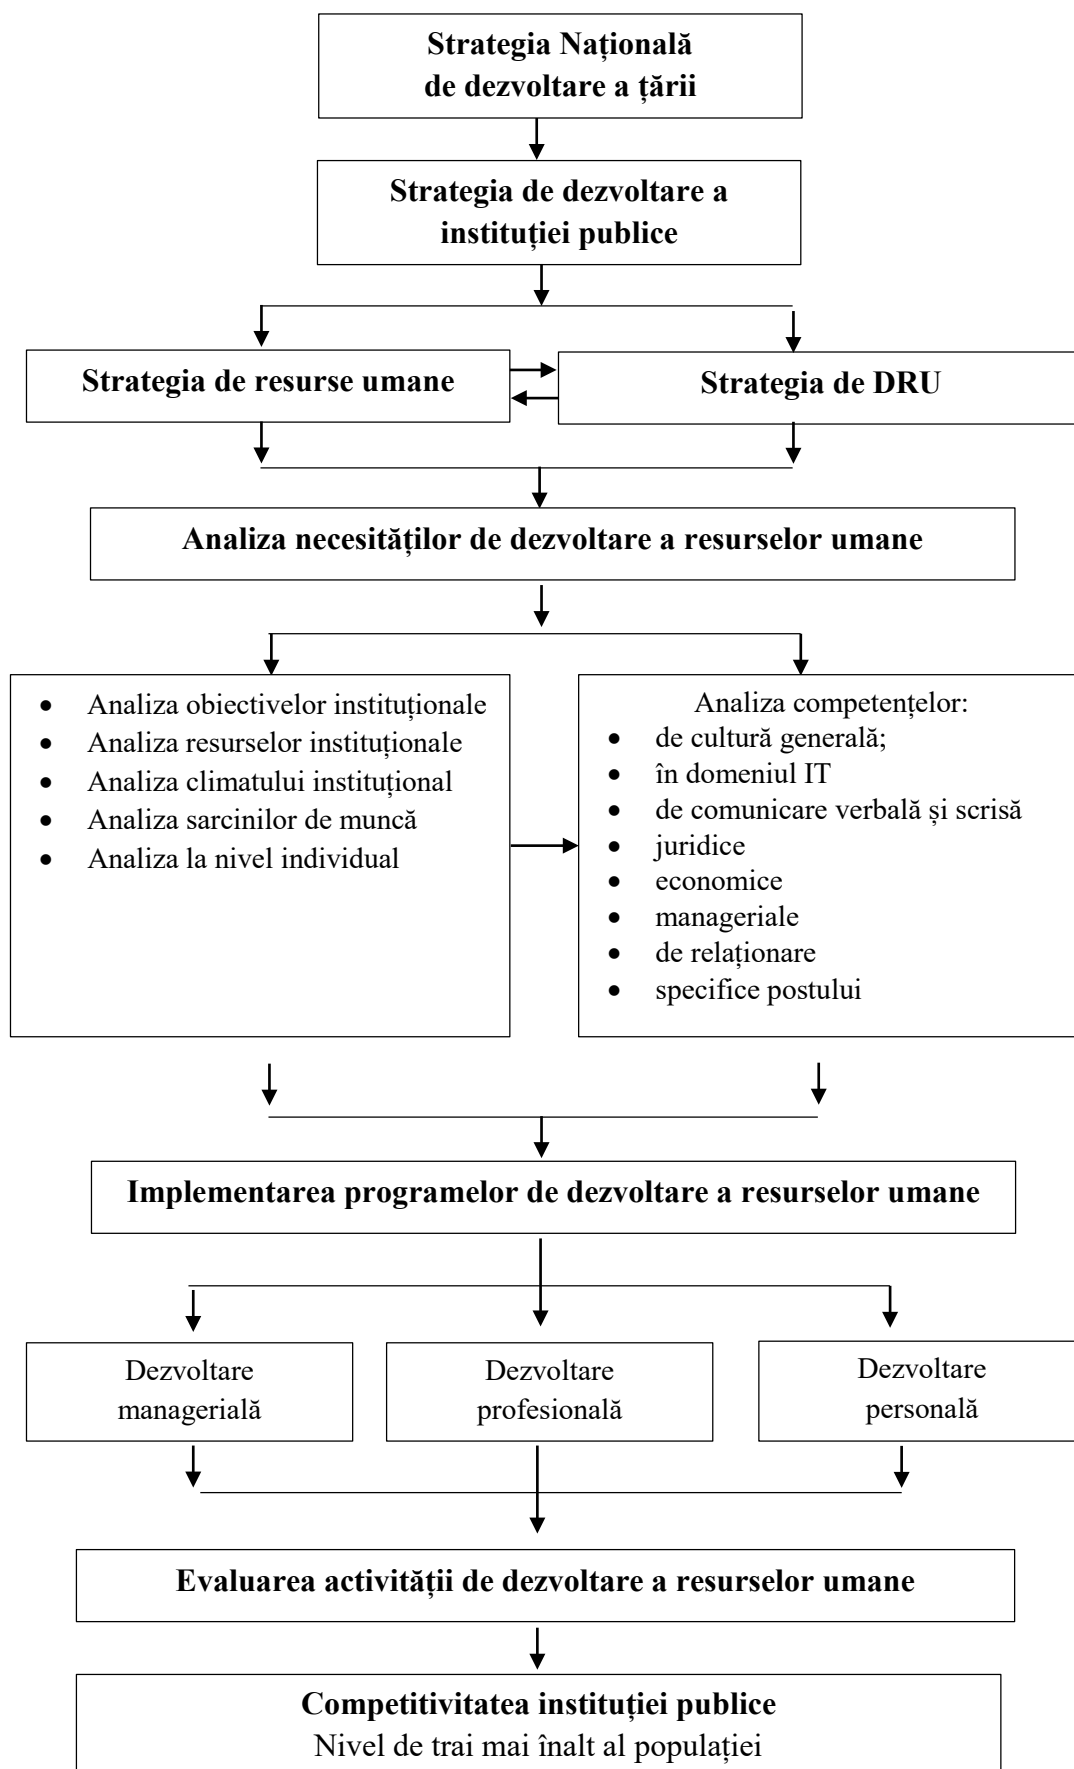 Strategia Națională
de dezvoltare a țării
Strategia de dezvoltare a
instituției publice
Strategia de resurse umane
Strategia de DRU
Analiza necesităților de dezvoltare a resurselor umane
• Analiza obiectivelor instituționale
• Analiza resurselor instituționale
• Analiza climatului instituțional
• Analiza sarcinilor de muncă
• Analiza la nivel individual
Analiza competențelor:
• de cultură generală;
• în domeniul IT
• de comunicare verbală și scrisă
• juridice
• economice
• manageriale
• de relaționare
• specifice postului
Implementarea programelor de dezvoltare a resurselor umane
Dezvoltare
managerială
Dezvoltare
profesională
Dezvoltare
personală
Evaluarea activității de dezvoltare a resurselor umane
Competitivitatea instituției publice
Nivel de trai mai înalt al populației